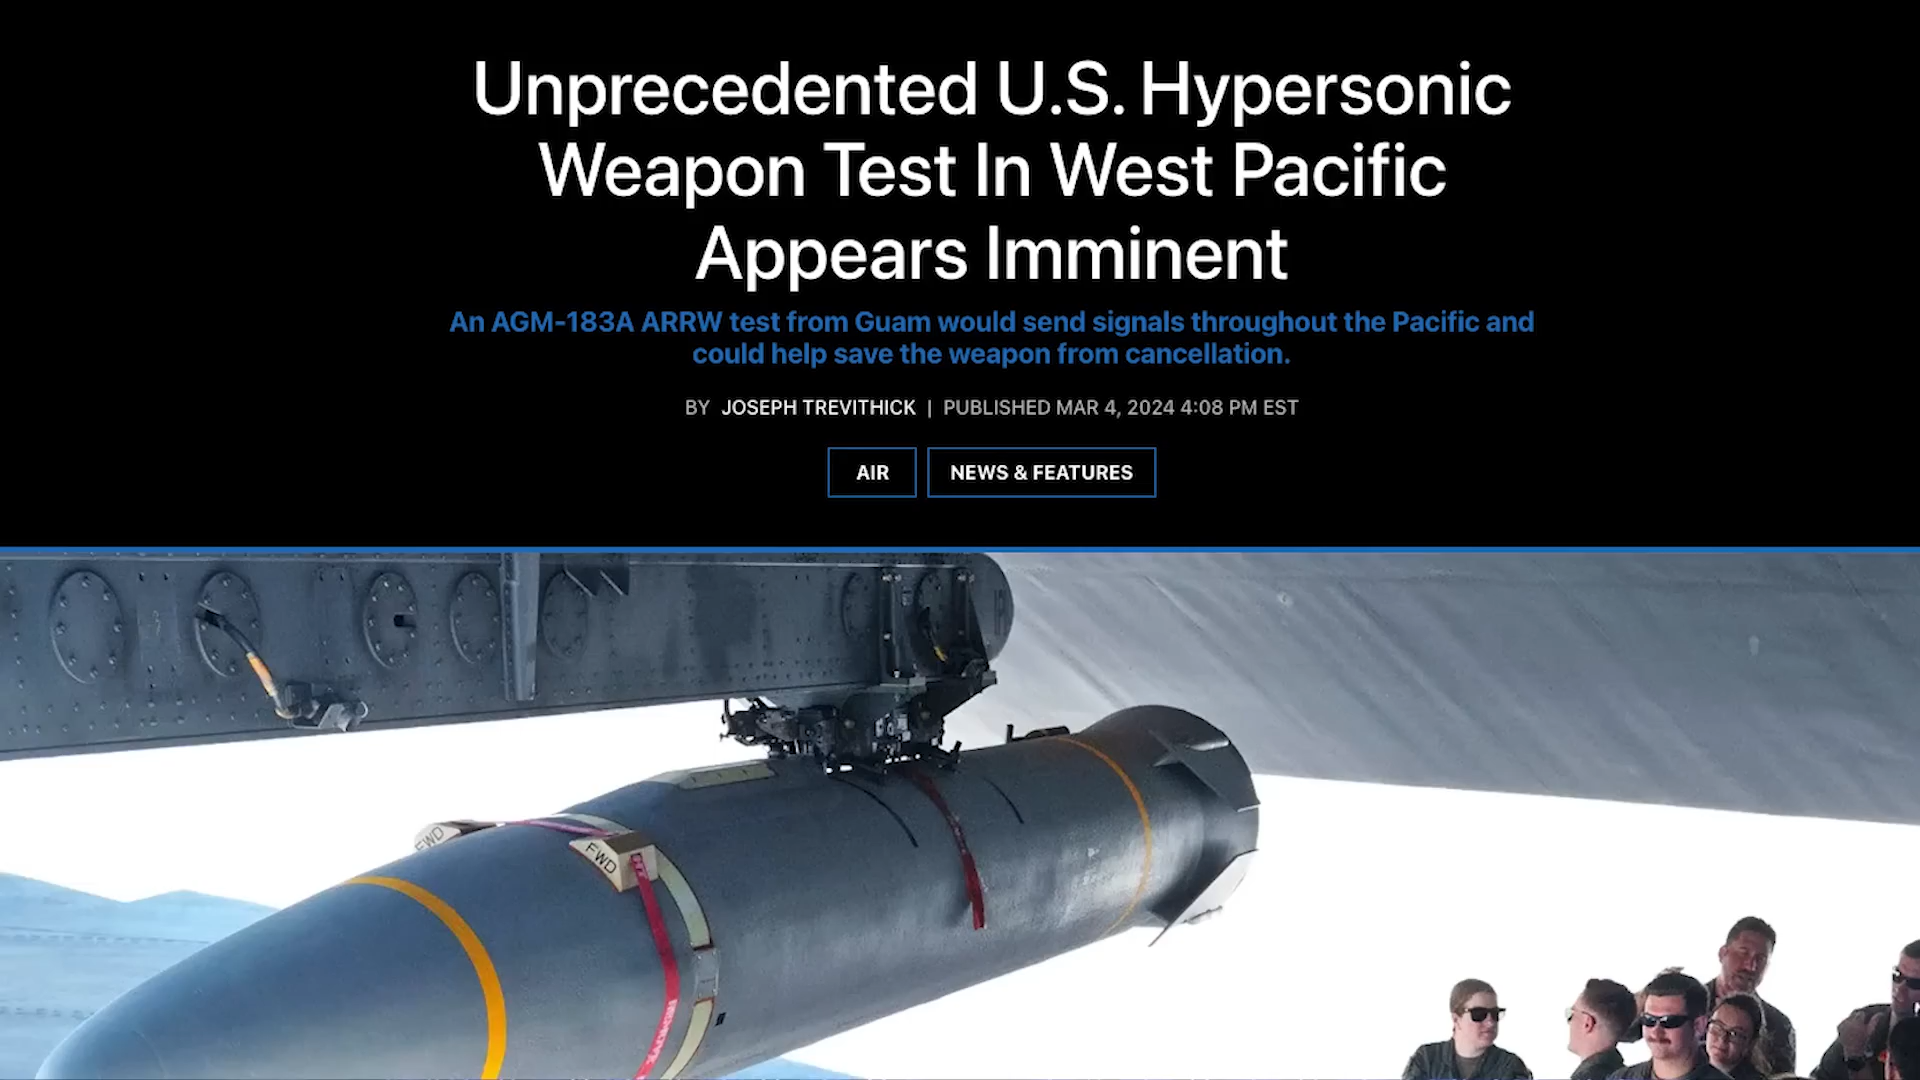 Unprecedented U.S. Hypersonic
Weapon Test In West Pacific
Appears Imminent
An AGM-183A ARRW test from Guam would send signals throughout the Pacific and
could help save the weapon from cancellation.
BY JOSEPH TREVITHICK | PUBLISHED MAR 4, 2024 4:08 PM EST
AIR
NEWS & FEATURES
FWD
FWD